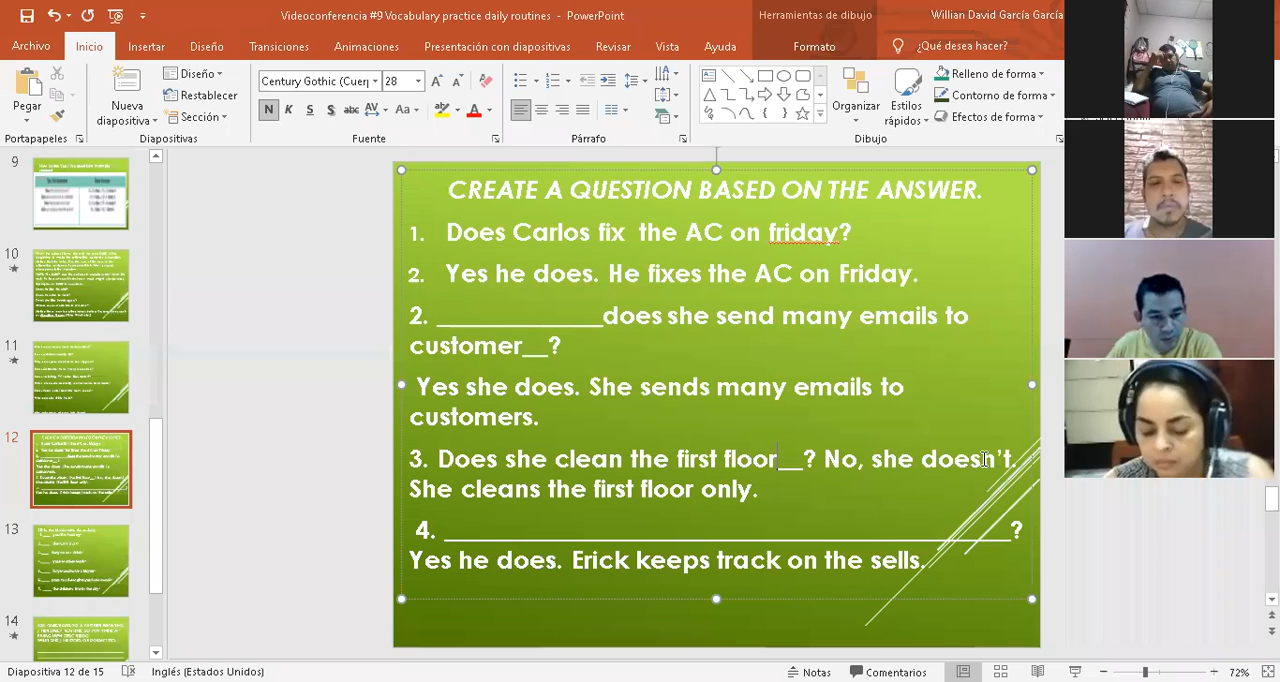 Videoconferencia #9 Vocabulary practice daily routines - PowerPoint
Herramientas de dibujo
Willian David García García
Archivo Inicio Insertar Diseño Transiciones Animaciones Presentación con diapositivas Revisar Vista Ayuda Formato ¿Qué desea hacer?
Pegar
Nueva diapositiva
Diseño
Restablecer
Sección
Century Gothic (Cuerp 28
Organizar
Estilos rápidos
Relleno de forma
Contorno de forma
Efectos de forma
Portapapeles Diapositivas Fuente Párrafo Dibujo
9
10
11
12
13
14
CREATE A QUESTION BASED ON THE ANSWER.
1. Does Carlos fix the AC on friday?
2. Yes he does. He fixes the AC on Friday.
2. _____________does she send many emails to
customer__?
Yes she does. She sends many emails to
customers.
3. Does she clean the first floor__? No, she doesn't.
She cleans the first floor only.
4. ____________________________________________?
Yes he does. Erick keeps track on the sells.
Diapositiva 12 de 15 Inglés (Estados Unidos) Notas Comentarios 72%